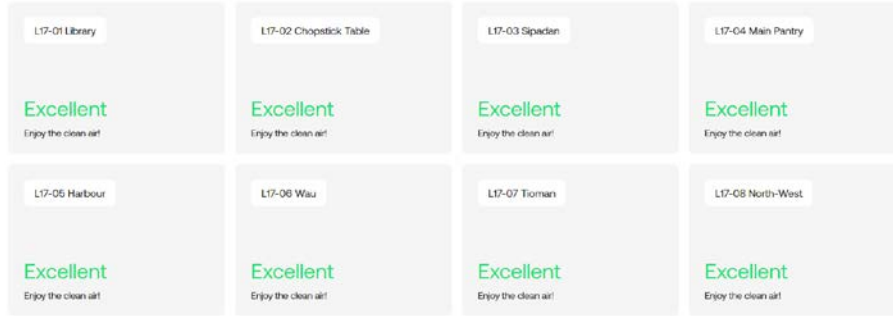 L17-01 Library
Excellent
Enjoy the clean air!
L17-02 Chopstick Table
Excellent
Enjoy the clean air!
L17-03 Sipadan
Excellent
Enjoy the clean air!
L17-04 Main Pantry
Excellent
Enjoy the clean air!
L17-05 Harbour
Excellent
Enjoy the clean air!
L17-06 Wau
Excellent
Enjoy the clean air!
L17-07 Tioman
Excellent
Enjoy the clean air!
L17-08 North-West
Excellent
Enjoy the clean air!